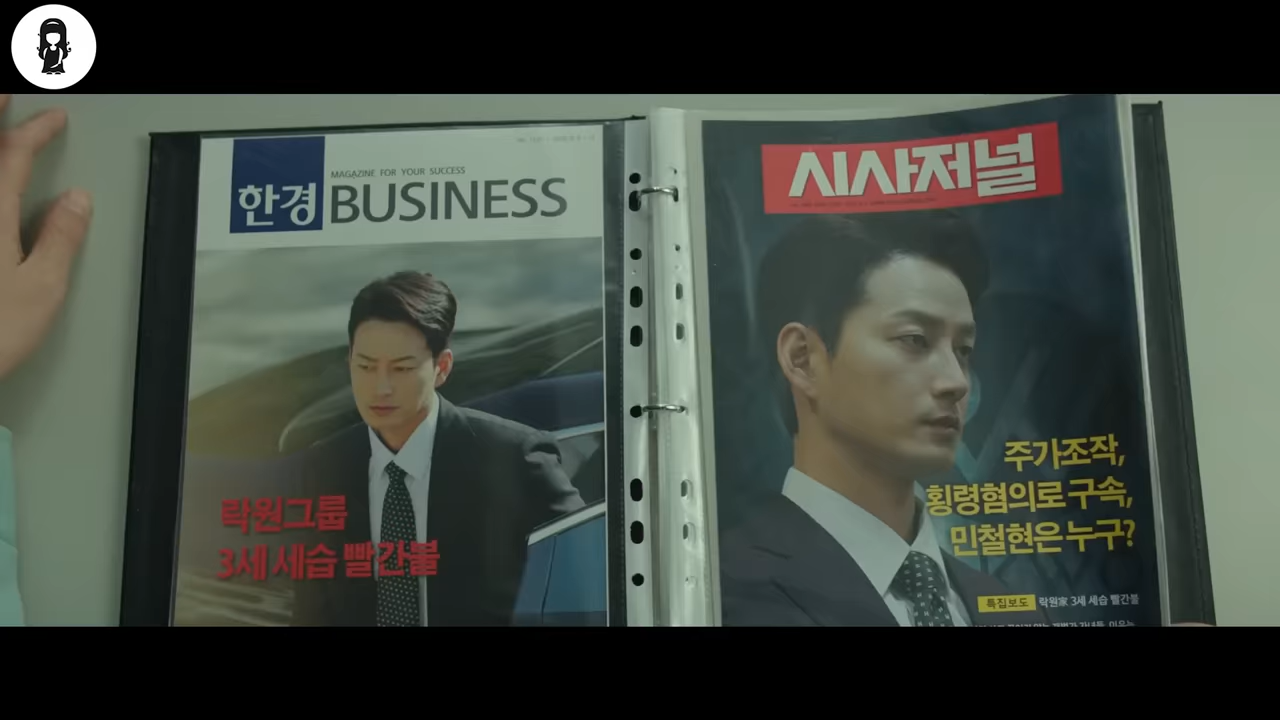 한경
MAGAZINE FOR YOUR SUCCESS
BUSINESS
락원그룹
3세 세습 빨간불
시사저널
주가조작,
횡령혐의로 구속,
민철현은 누구?
특집보도 락원家 3세 세습 빨간불